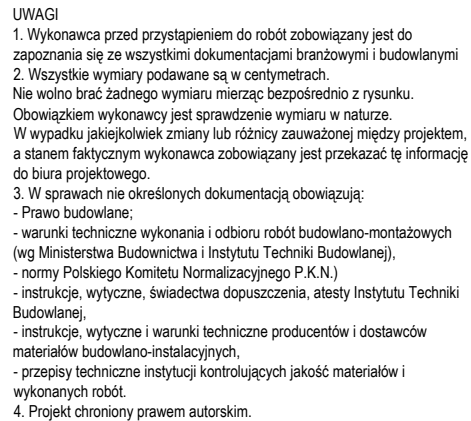 UWAGI
1. Wykonawca przed przystąpieniem do robót zobowiązany jest do
zapoznania się ze wszystkimi dokumentacjami branżowymi i budowlanymi
2. Wszystkie wymiary podawane są w centymetrach.
Nie wolno brać żadnego wymiaru mierząc bezpośrednio z rysunku.
Obowiązkiem wykonawcy jest sprawdzenie wymiaru w naturze.
W wypadku jakiejkolwiek zmiany lub różnicy zauważonej między projektem,
a stanem faktycznym wykonawca zobowiązany jest przekazać tę informację
do biura projektowego.
3. W sprawach nie określonych dokumentacją obowiązują:
- Prawo budowlane;
- warunki techniczne wykonania i odbioru robót budowlano-montażowych
(wg Ministerstwa Budownictwa i Instytutu Techniki Budowlanej),
- normy Polskiego Komitetu Normalizacyjnego P.K.N.)
- instrukcje, wytyczne, świadectwa dopuszczenia, atesty Instytutu Techniki
Budowlanej,
- instrukcje, wytyczne i warunki techniczne producentów i dostawców
materiałów budowlano-instalacyjnych,
- przepisy techniczne instytucji kontrolujących jakość materiałów i
wykonanych robót.
4. Projekt chroniony prawem autorskim.